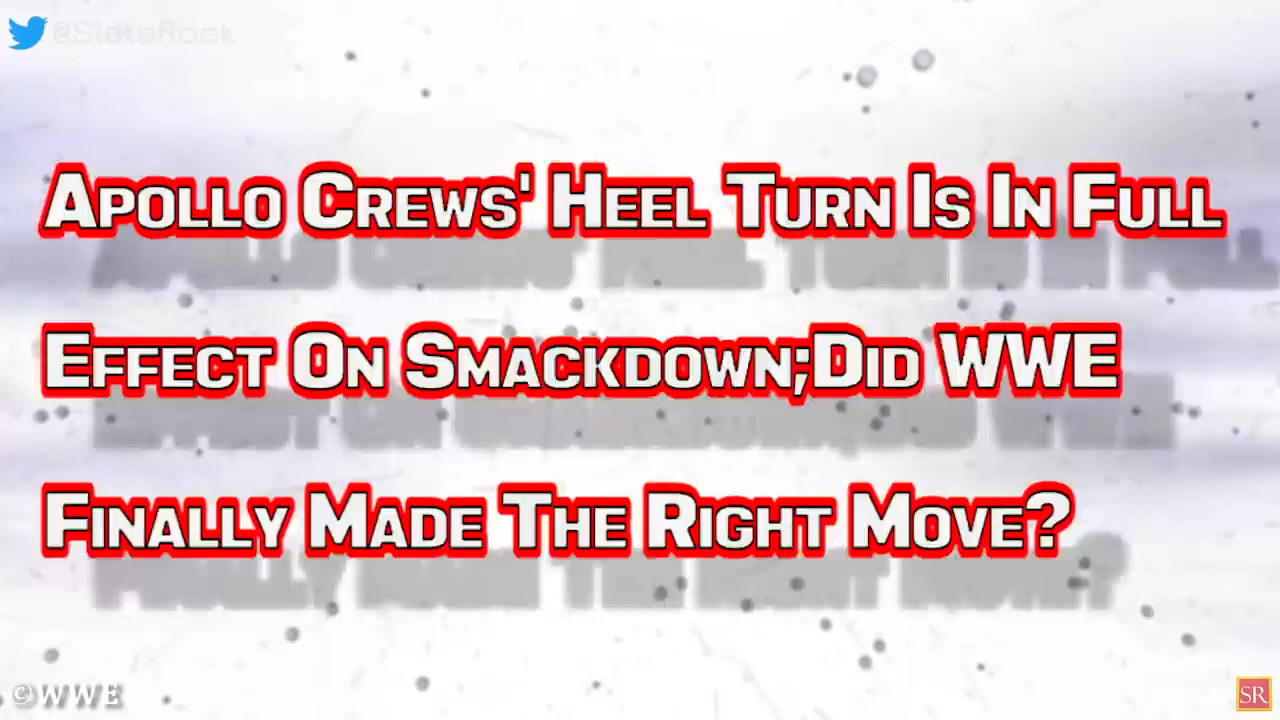 @SlatsRock
Apollo Crews' Heel Turn Is In Full
Effect On Smackdown;Did WWE
Finally Made The Right Move?
©WWE
SR